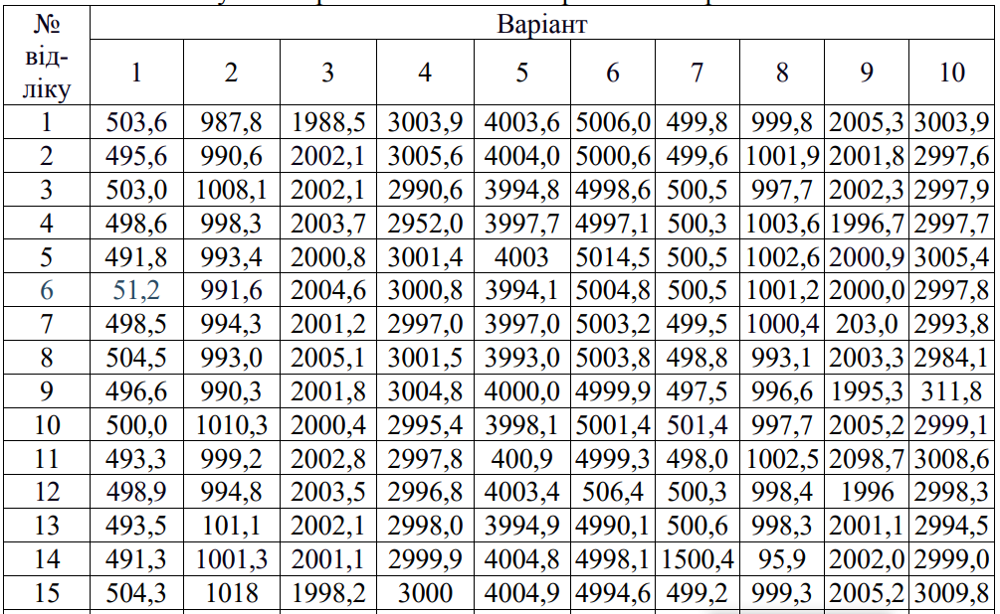 № від-ліку Варіант
1 2 3 4 5 6 7 8 9 10
1 503,6 987,8 1988,5 3003,9 4003,6 5006,0 499,8 999,8 2005,3 3003,9
2 495,6 990,6 2002,1 3005,6 4004,0 5000,6 499,6 1001,9 2001,8 2997,6
3 503,0 1008,1 2002,1 2990,6 3994,8 4998,6 500,5 997,7 2002,3 2997,9
4 498,6 998,3 2003,7 2952,0 3997,7 4997,1 500,3 1003,6 1996,7 2997,7
5 491,8 993,4 2000,8 3001,4 4003 5014,5 500,5 1002,6 2000,9 3005,4
6 51,2 991,6 2004,6 3000,8 3994,1 5004,8 500,5 1001,2 2000,0 2997,8
7 498,5 994,3 2001,2 2997,0 3997,0 5003,2 499,5 1000,4 203,0 2993,8
8 504,5 993,0 2005,1 3001,5 3993,0 5003,8 498,8 993,1 2003,3 2984,1
9 496,6 990,3 2001,8 3004,8 4000,0 4999,9 497,5 996,6 1995,3 311,8
10 500,0 1010,3 2000,4 2995,4 3998,1 5001,4 501,4 997,7 2005,2 2999,1
11 493,3 999,2 2002,8 2997,8 400,9 4999,3 498,0 1002,5 2098,7 3008,6
12 498,9 994,8 2003,5 2996,8 4003,4 506,4 500,3 998,4 1996 2998,3
13 493,5 101,1 2002,1 2998,0 3994,9 4990,1 500,6 998,3 2001,1 2994,5
14 491,3 1001,3 2001,1 2999,9 4004,8 4998,1 1500,4 95,9 2002,0 2999,0
15 504,3 1018 1998,2 3000 4004,9 4994,6 499,2 999,3 2005,2 3009,8